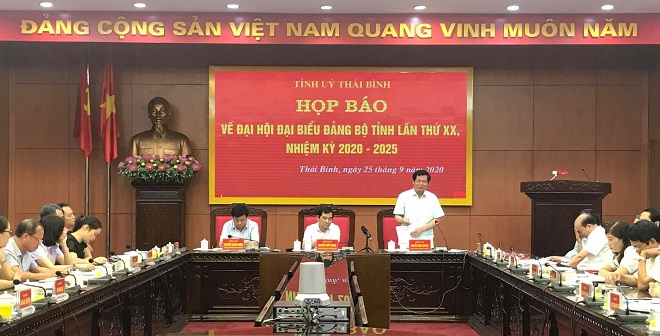 ĐẢNG CỘNG SẢN VIỆT NAM QUANG VINH MUÔN NĂM
TỈNH UỶ THÁI BÌNH
HỌP BÁO
VỀ ĐẠI HỘI ĐẠI BIỂU ĐẢNG BỘ TỈNH LẦN THỨ XX,
NHIỆM KỲ 2020 - 2025
Thái Bình, ngày 25 tháng 9 năm 2020